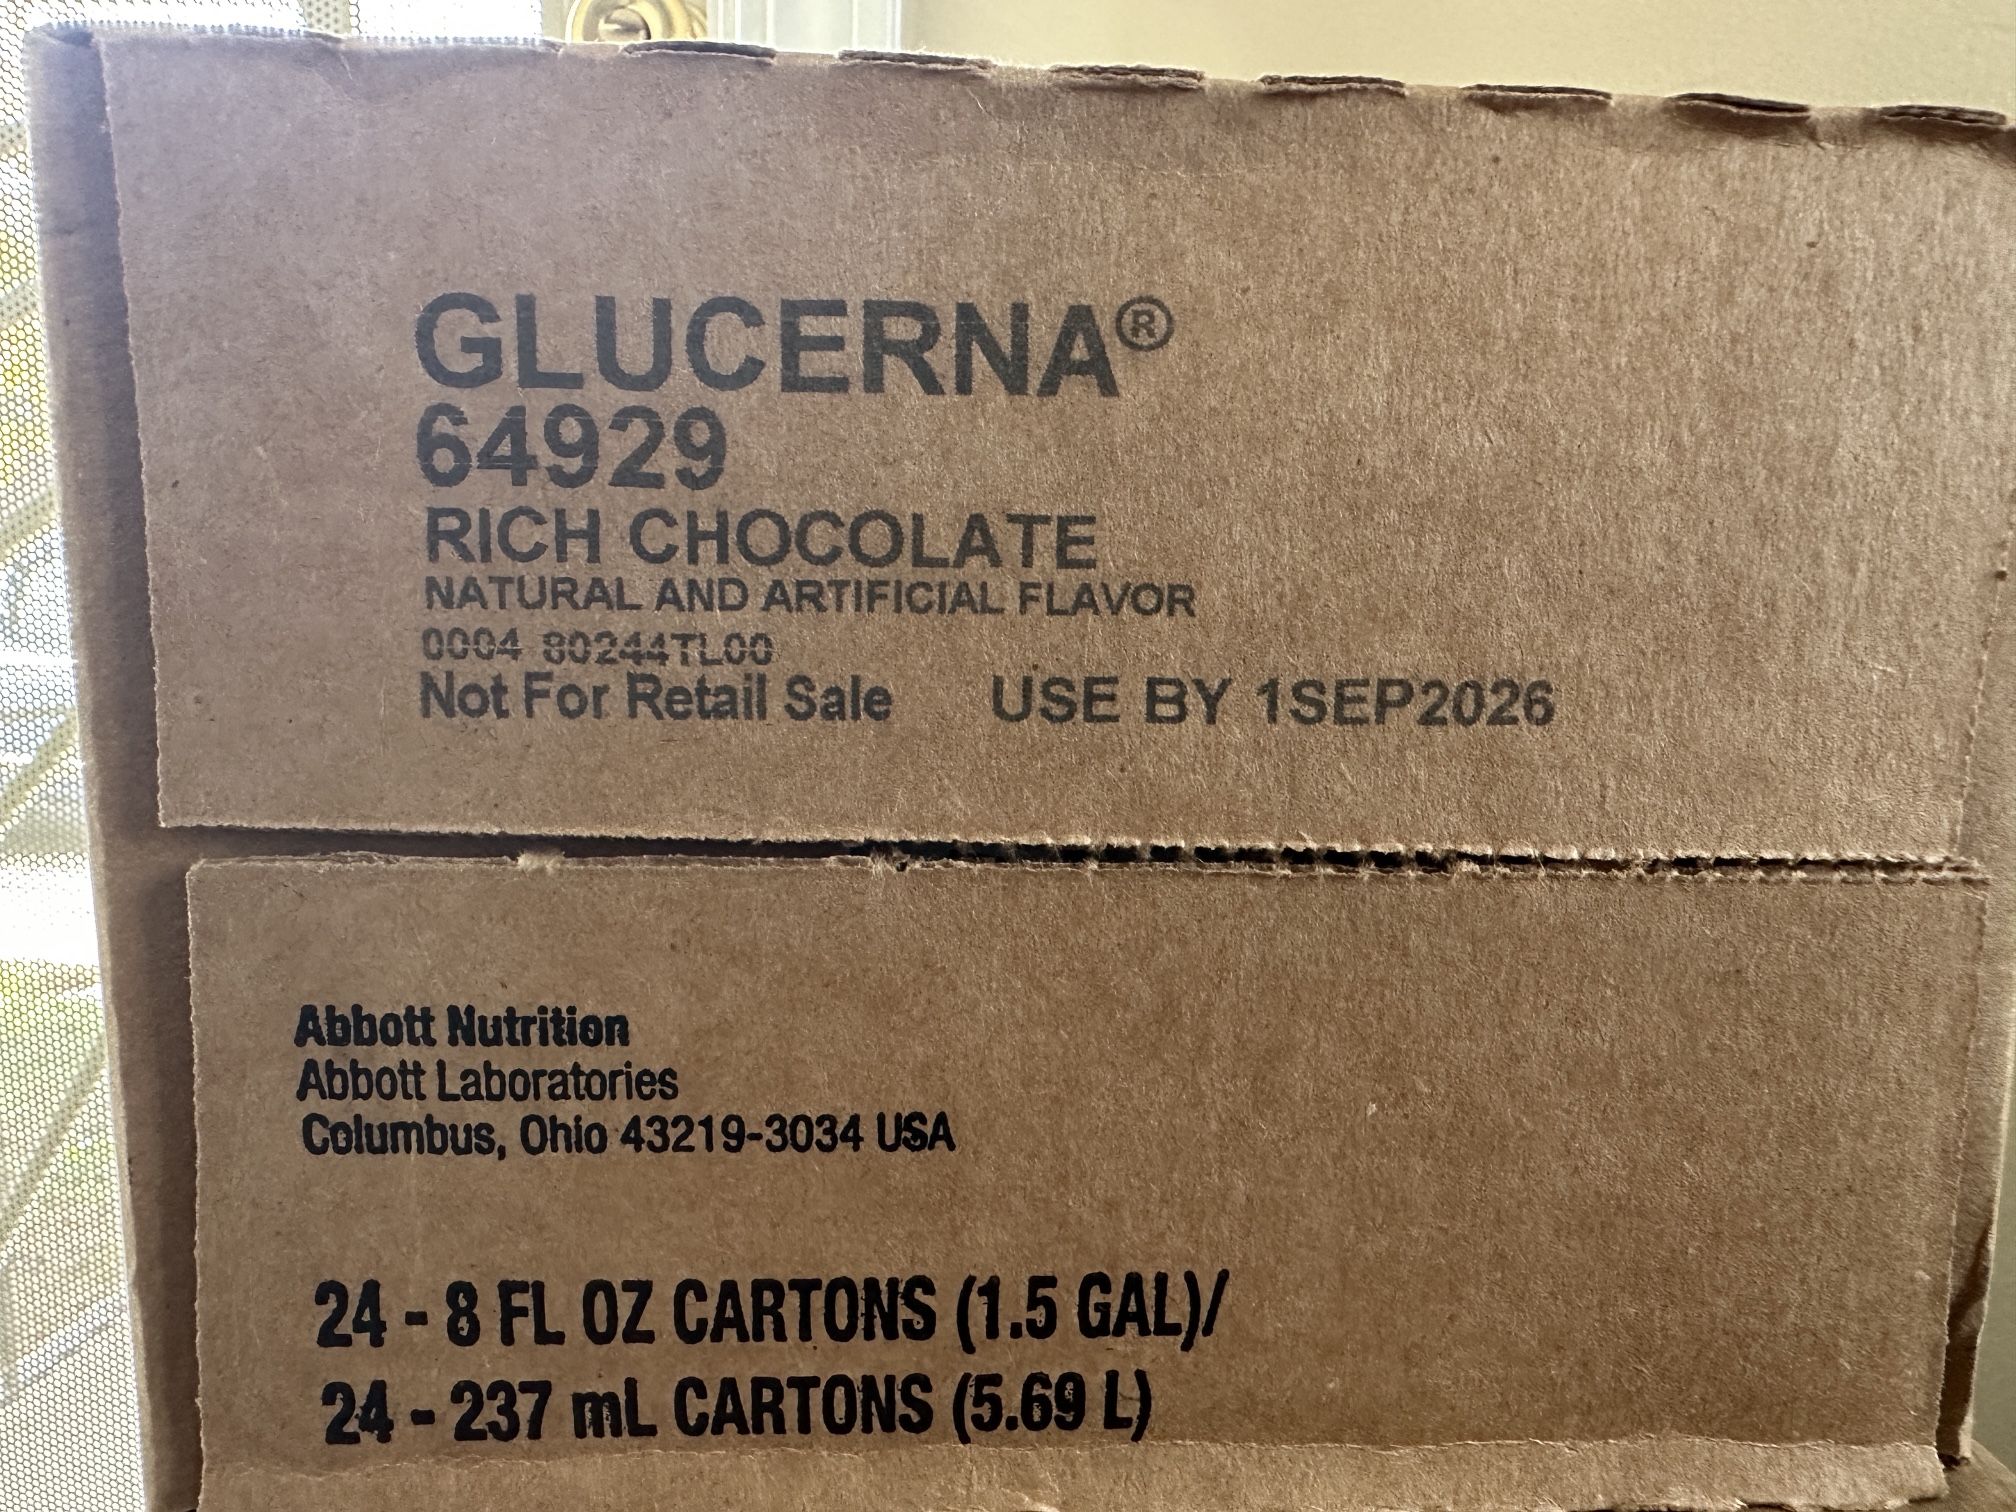 GLUCERNA®
64929
RICH CHOCOLATE
NATURAL AND ARTIFICIAL FLAVOR
0004 80244TL00
Not For Retail Sale USE BY 1SEP2026
Abbott Nutrition
Abbott Laboratories
Columbus, Ohio 43219-3034 USA
24 - 8 FL OZ CARTONS (1.5 GAL)/
24 - 237 mL CARTONS (5.69 L)